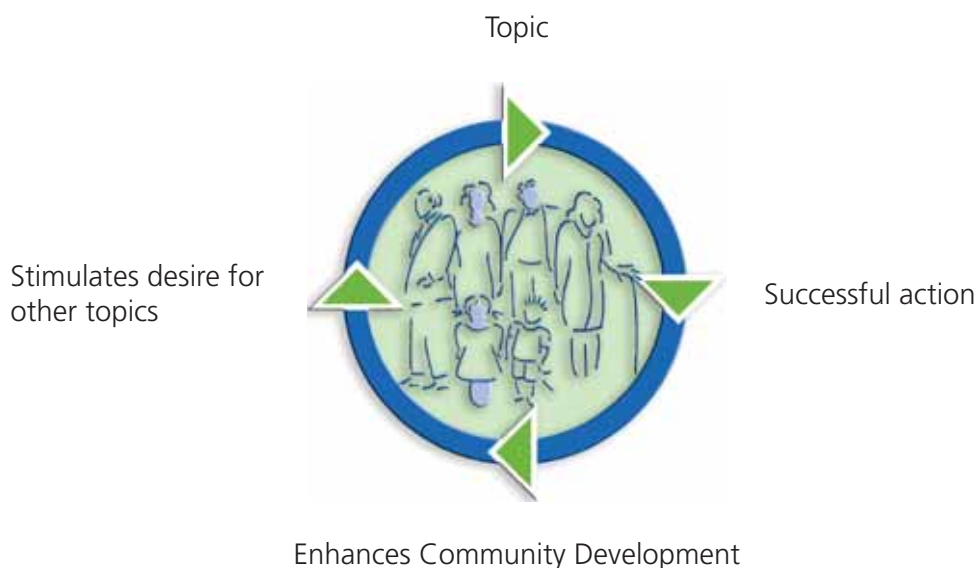 Topic
Stimulates desire for
other topics
Successful action
Enhances Community Development